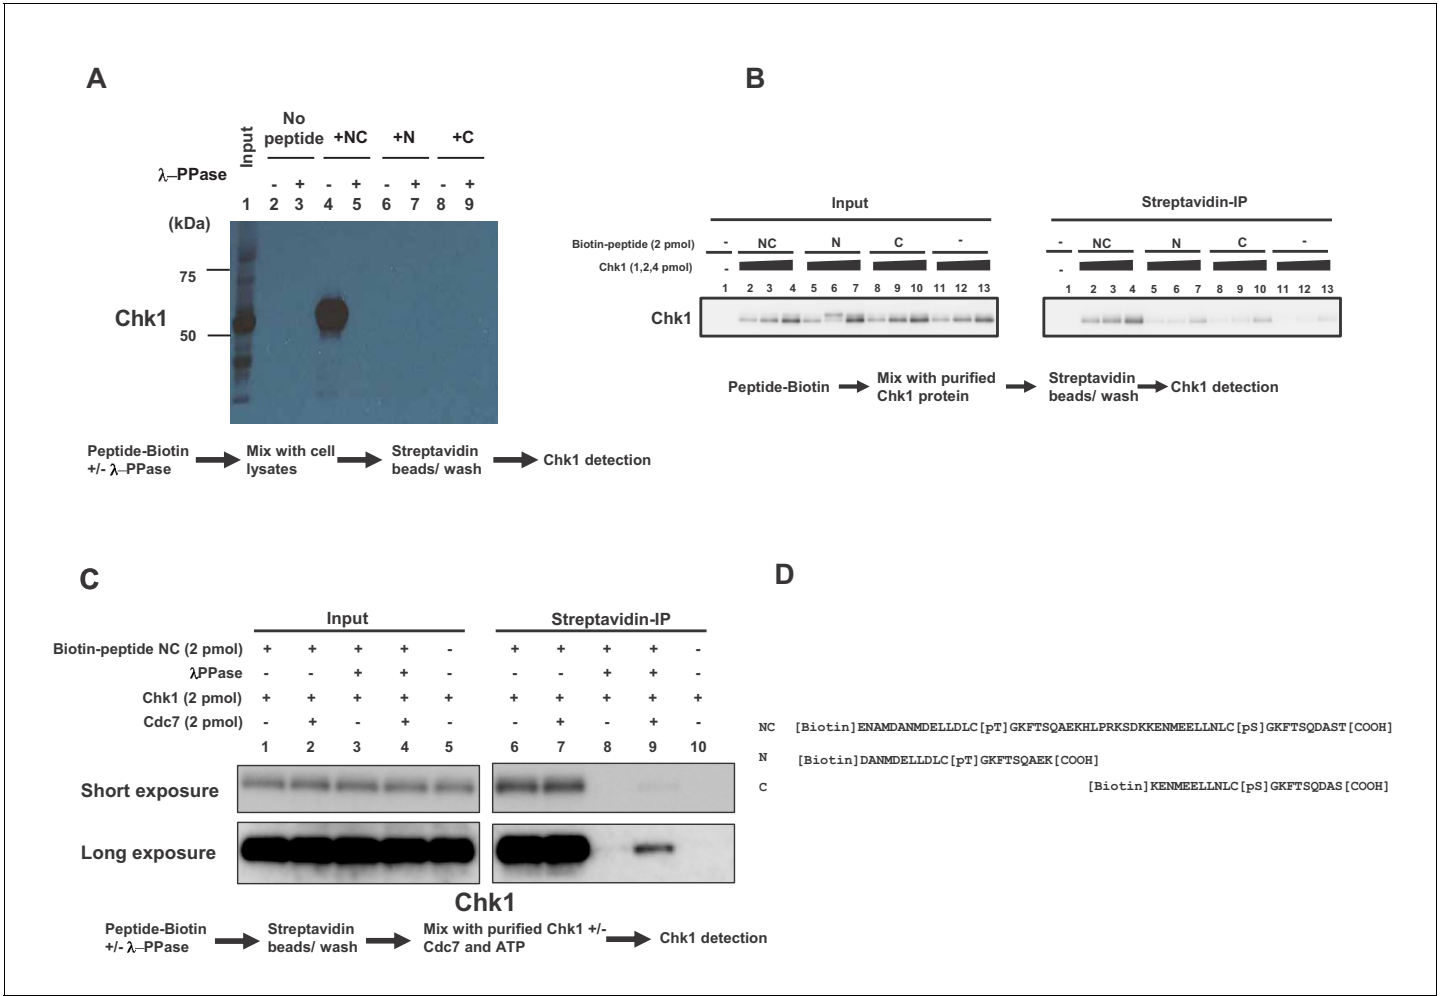 A
No
peptide
+NC
+N
+C
Input
λ–PPase
- + - + - + - +
1 2 3 4 5 6 7 8 9
(kDa)
75
Chk1
50
Peptide-Biotin
+/- λ–PPase
Mix with cell
lysates
Streptavidin
beads/ wash
Chk1 detection
B
Input
Streptavidin-IP
Biotin-peptide (2 pmol) - NC N C - - NC N C -
Chk1 (1,2,4 pmol) - -
1 2 3 4 5 6 7 8 9 10 11 12 13 1 2 3 4 5 6 7 8 9 10 11 12 13
Chk1
Peptide-Biotin
Mix with purified
Chk1 protein
Streptavidin
beads/ wash
Chk1 detection
C
Input
Streptavidin-IP
Biotin-peptide NC (2 pmol) + + + + - + + + + -
λPPase - - + + - - - + + -
Chk1 (2 pmol) + + + + + + + + + +
Cdc7 (2 pmol) - + - + - - + - + -
1 2 3 4 5 6 7 8 9 10
Short exposure
Long exposure
Chk1
Peptide-Biotin
+/- λ–PPase
Streptavidin
beads/ wash
Mix with purified Chk1 +/-
Cdc7 and ATP
Chk1 detection
D
NC [Biotin]ENAMDANMDELLDLC[pT]GKFTSQAEKHLPRKSDKKENMEELLNLC[pS]GKFTSQDAST[COOH]
N [Biotin]DANMDELLDLC[pT]GKFTSQAEK[COOH]
C [Biotin]KENMEELLNLC[pS]GKFTSQDAS[COOH]